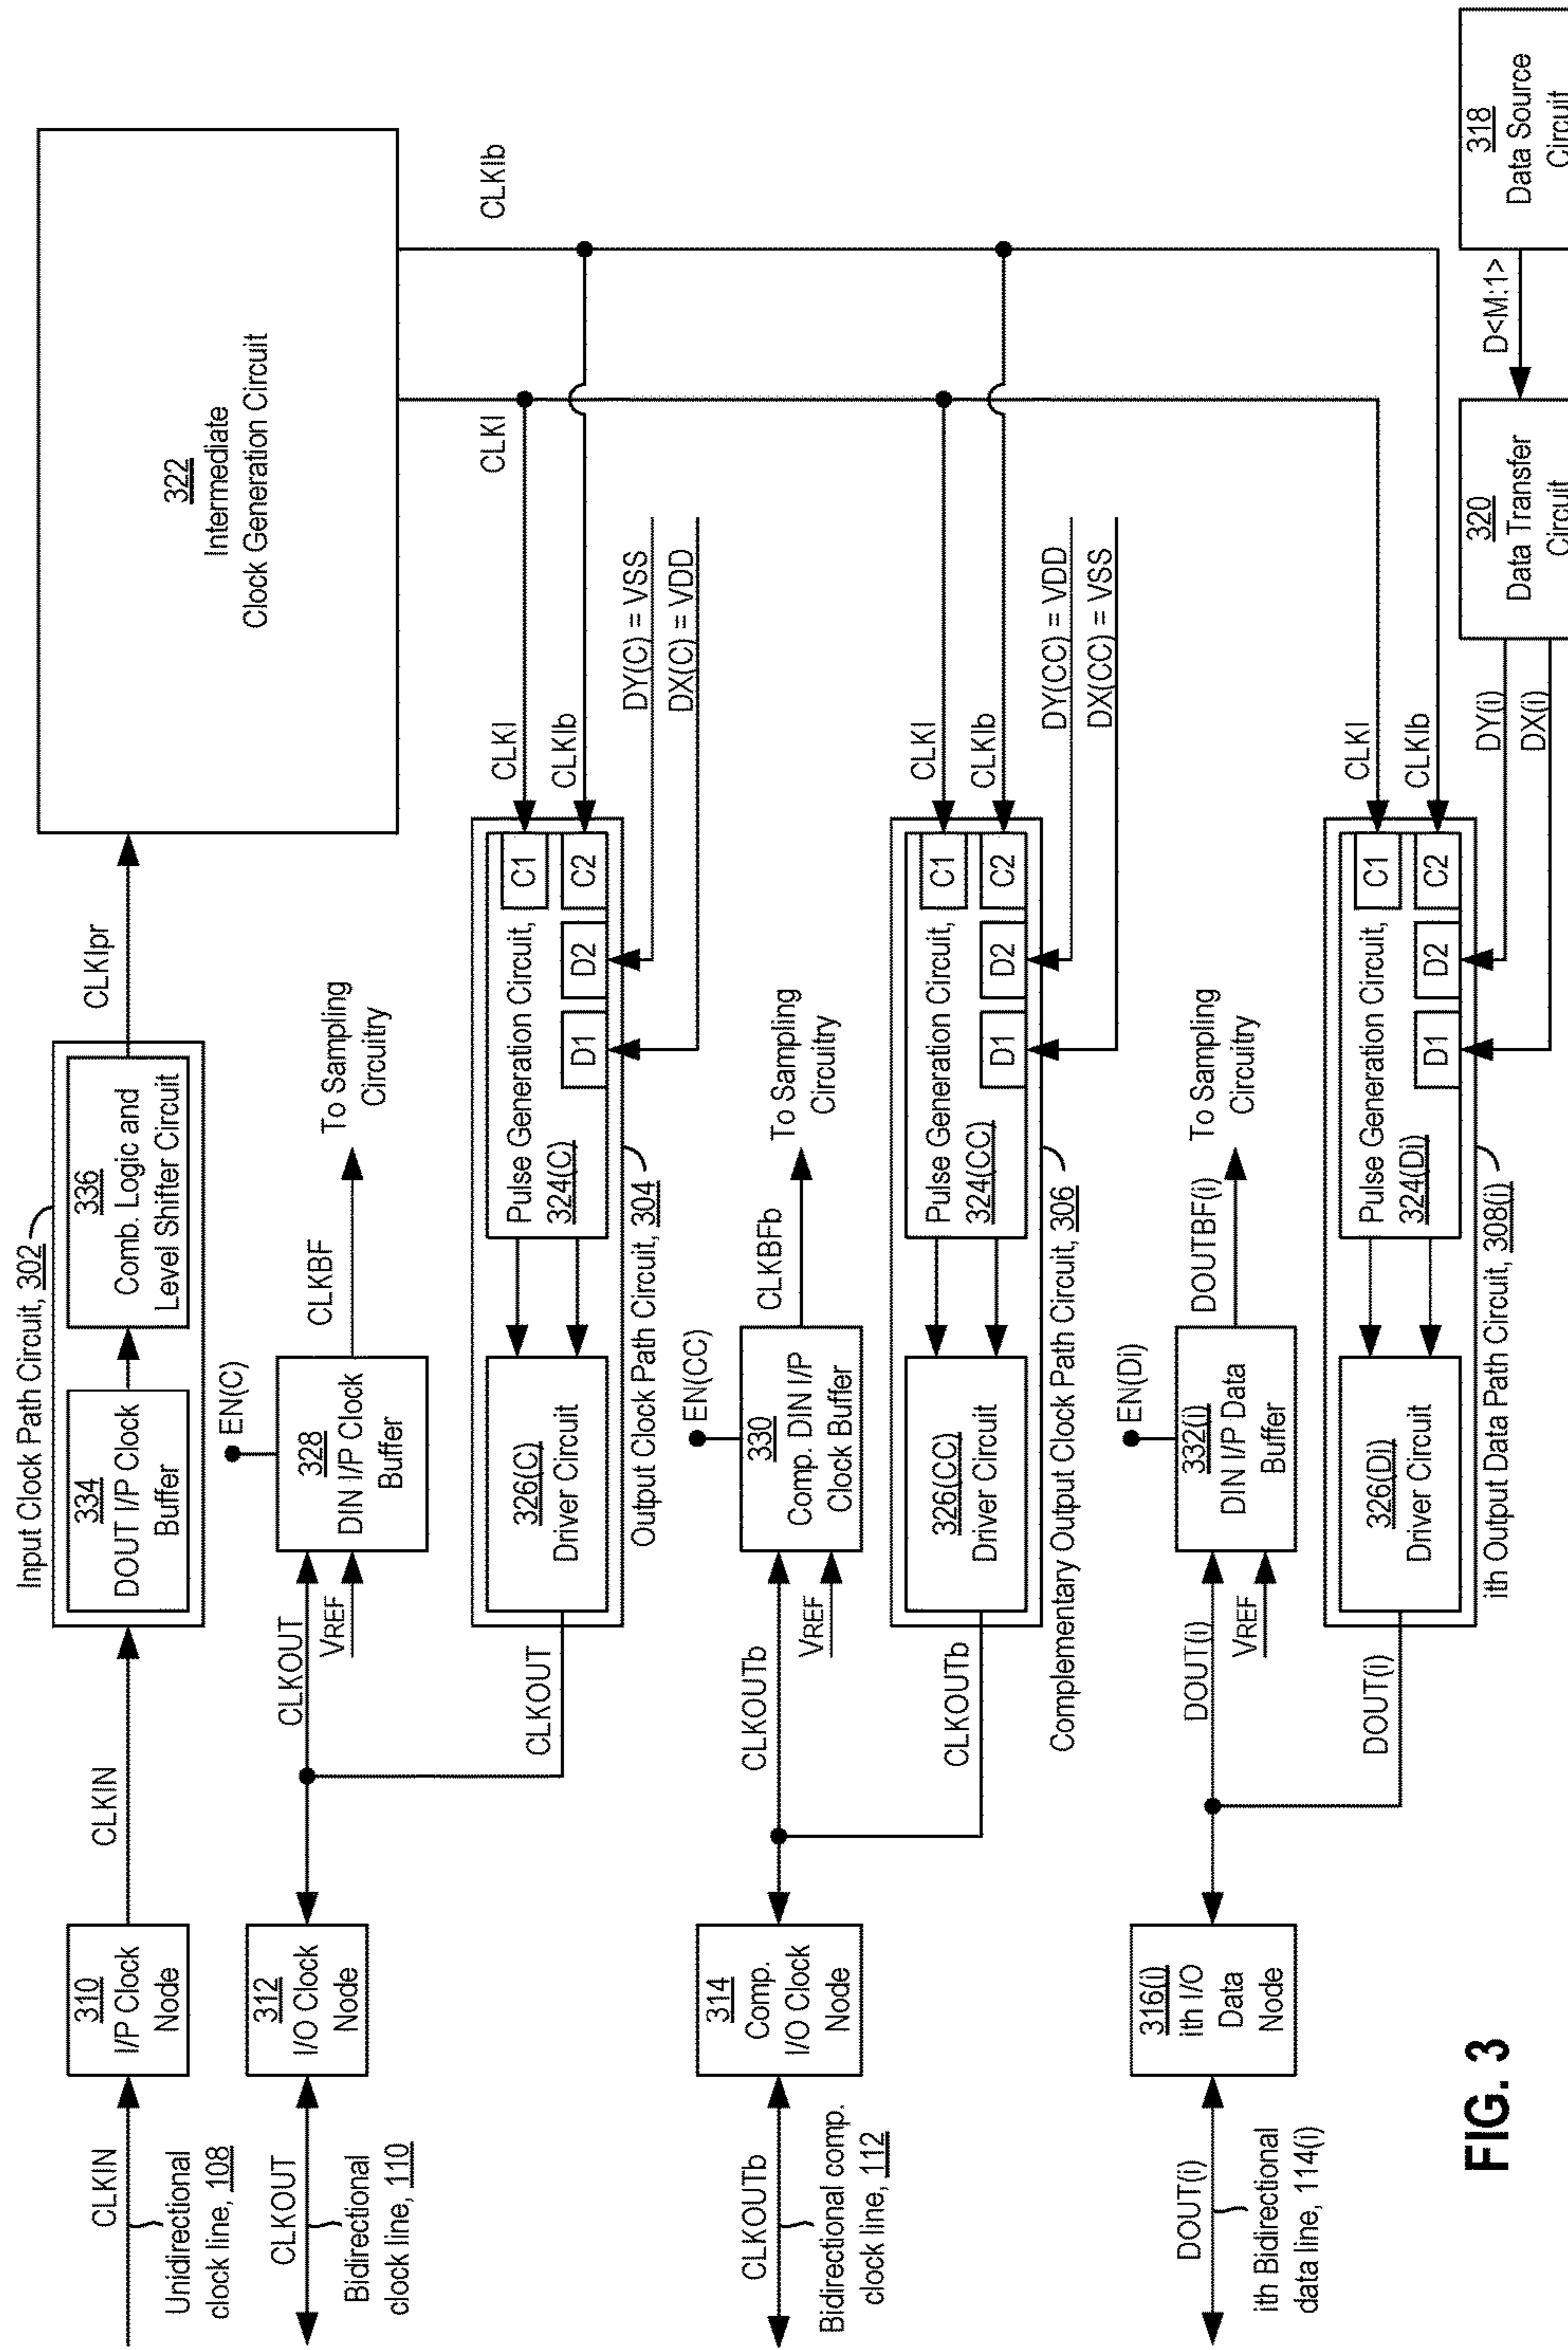 CLKIN
Unidirectional
clock line, 108
310
I/P Clock
Node
CLKIN
Input Clock Path Circuit, 302
334
DOUT I/P Clock
Buffer
336
Comb. Logic and
Level Shifter Circuit
CLKIpr
322
Intermediate
Clock Generation Circuit
CLKOUT
Bidirectional
clock line, 110
312
I/O Clock
Node
CLKOUT
VREF
EN(C)
328
DIN I/P Clock
Buffer
CLKBF
To Sampling
Circuitry
CLKOUT
326(C)
Driver Circuit
Pulse Generation Circuit,
324(C)
C1
C2
D1
D2
CLKI
CLKIb
CLKI
CLKIb
DY(C) = VSS
DX(C) = VDD
Output Clock Path Circuit, 304
CLKOUTb
Bidirectional comp.
clock line, 112
314
Comp.
I/O Clock
Node
CLKOUTb
VREF
EN(CC)
330
Comp. DIN I/P
Clock Buffer
CLKBFb
To Sampling
Circuitry
CLKOUTb
326(CC)
Driver Circuit
Pulse Generation Circuit,
324(CC)
C1
C2
D1
D2
CLKI
CLKIb
DY(CC) = VDD
DX(CC) = VSS
Complementary Output Clock Path Circuit, 306
DOUT(i)
ith Bidirectional
data line, 114(i)
316(i)
ith I/O
Data
Node
DOUT(i)
VREF
EN(Di)
332(i)
DIN I/P Data
Buffer
DOUTBF(i)
To Sampling
Circuitry
DOUT(i)
326(Di)
Driver Circuit
Pulse Generation Circuit,
324(Di)
C1
C2
D1
D2
CLKI
CLKIb
ith Output Data Path Circuit, 308(i)
DY(i)
DX(i)
320
Data Transfer
Circuit
D<M:1>
318
Data Source
Circuit
FIG. 3